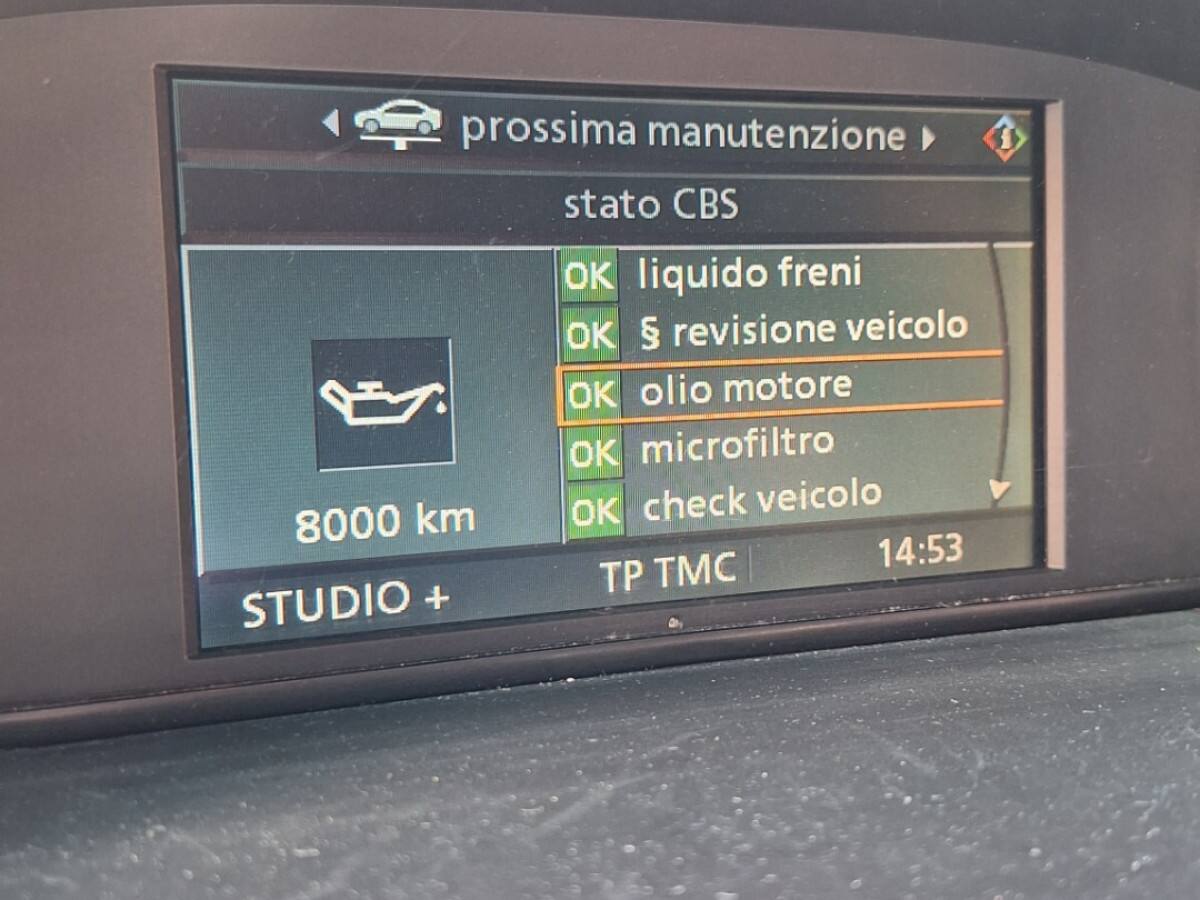 prossima manutenzione
stato CBS
OK liquido freni
OK § revisione veicolo
OK olio motore
OK microfiltro
OK check veicolo
8000 km
STUDIO + TP TMC 14:53